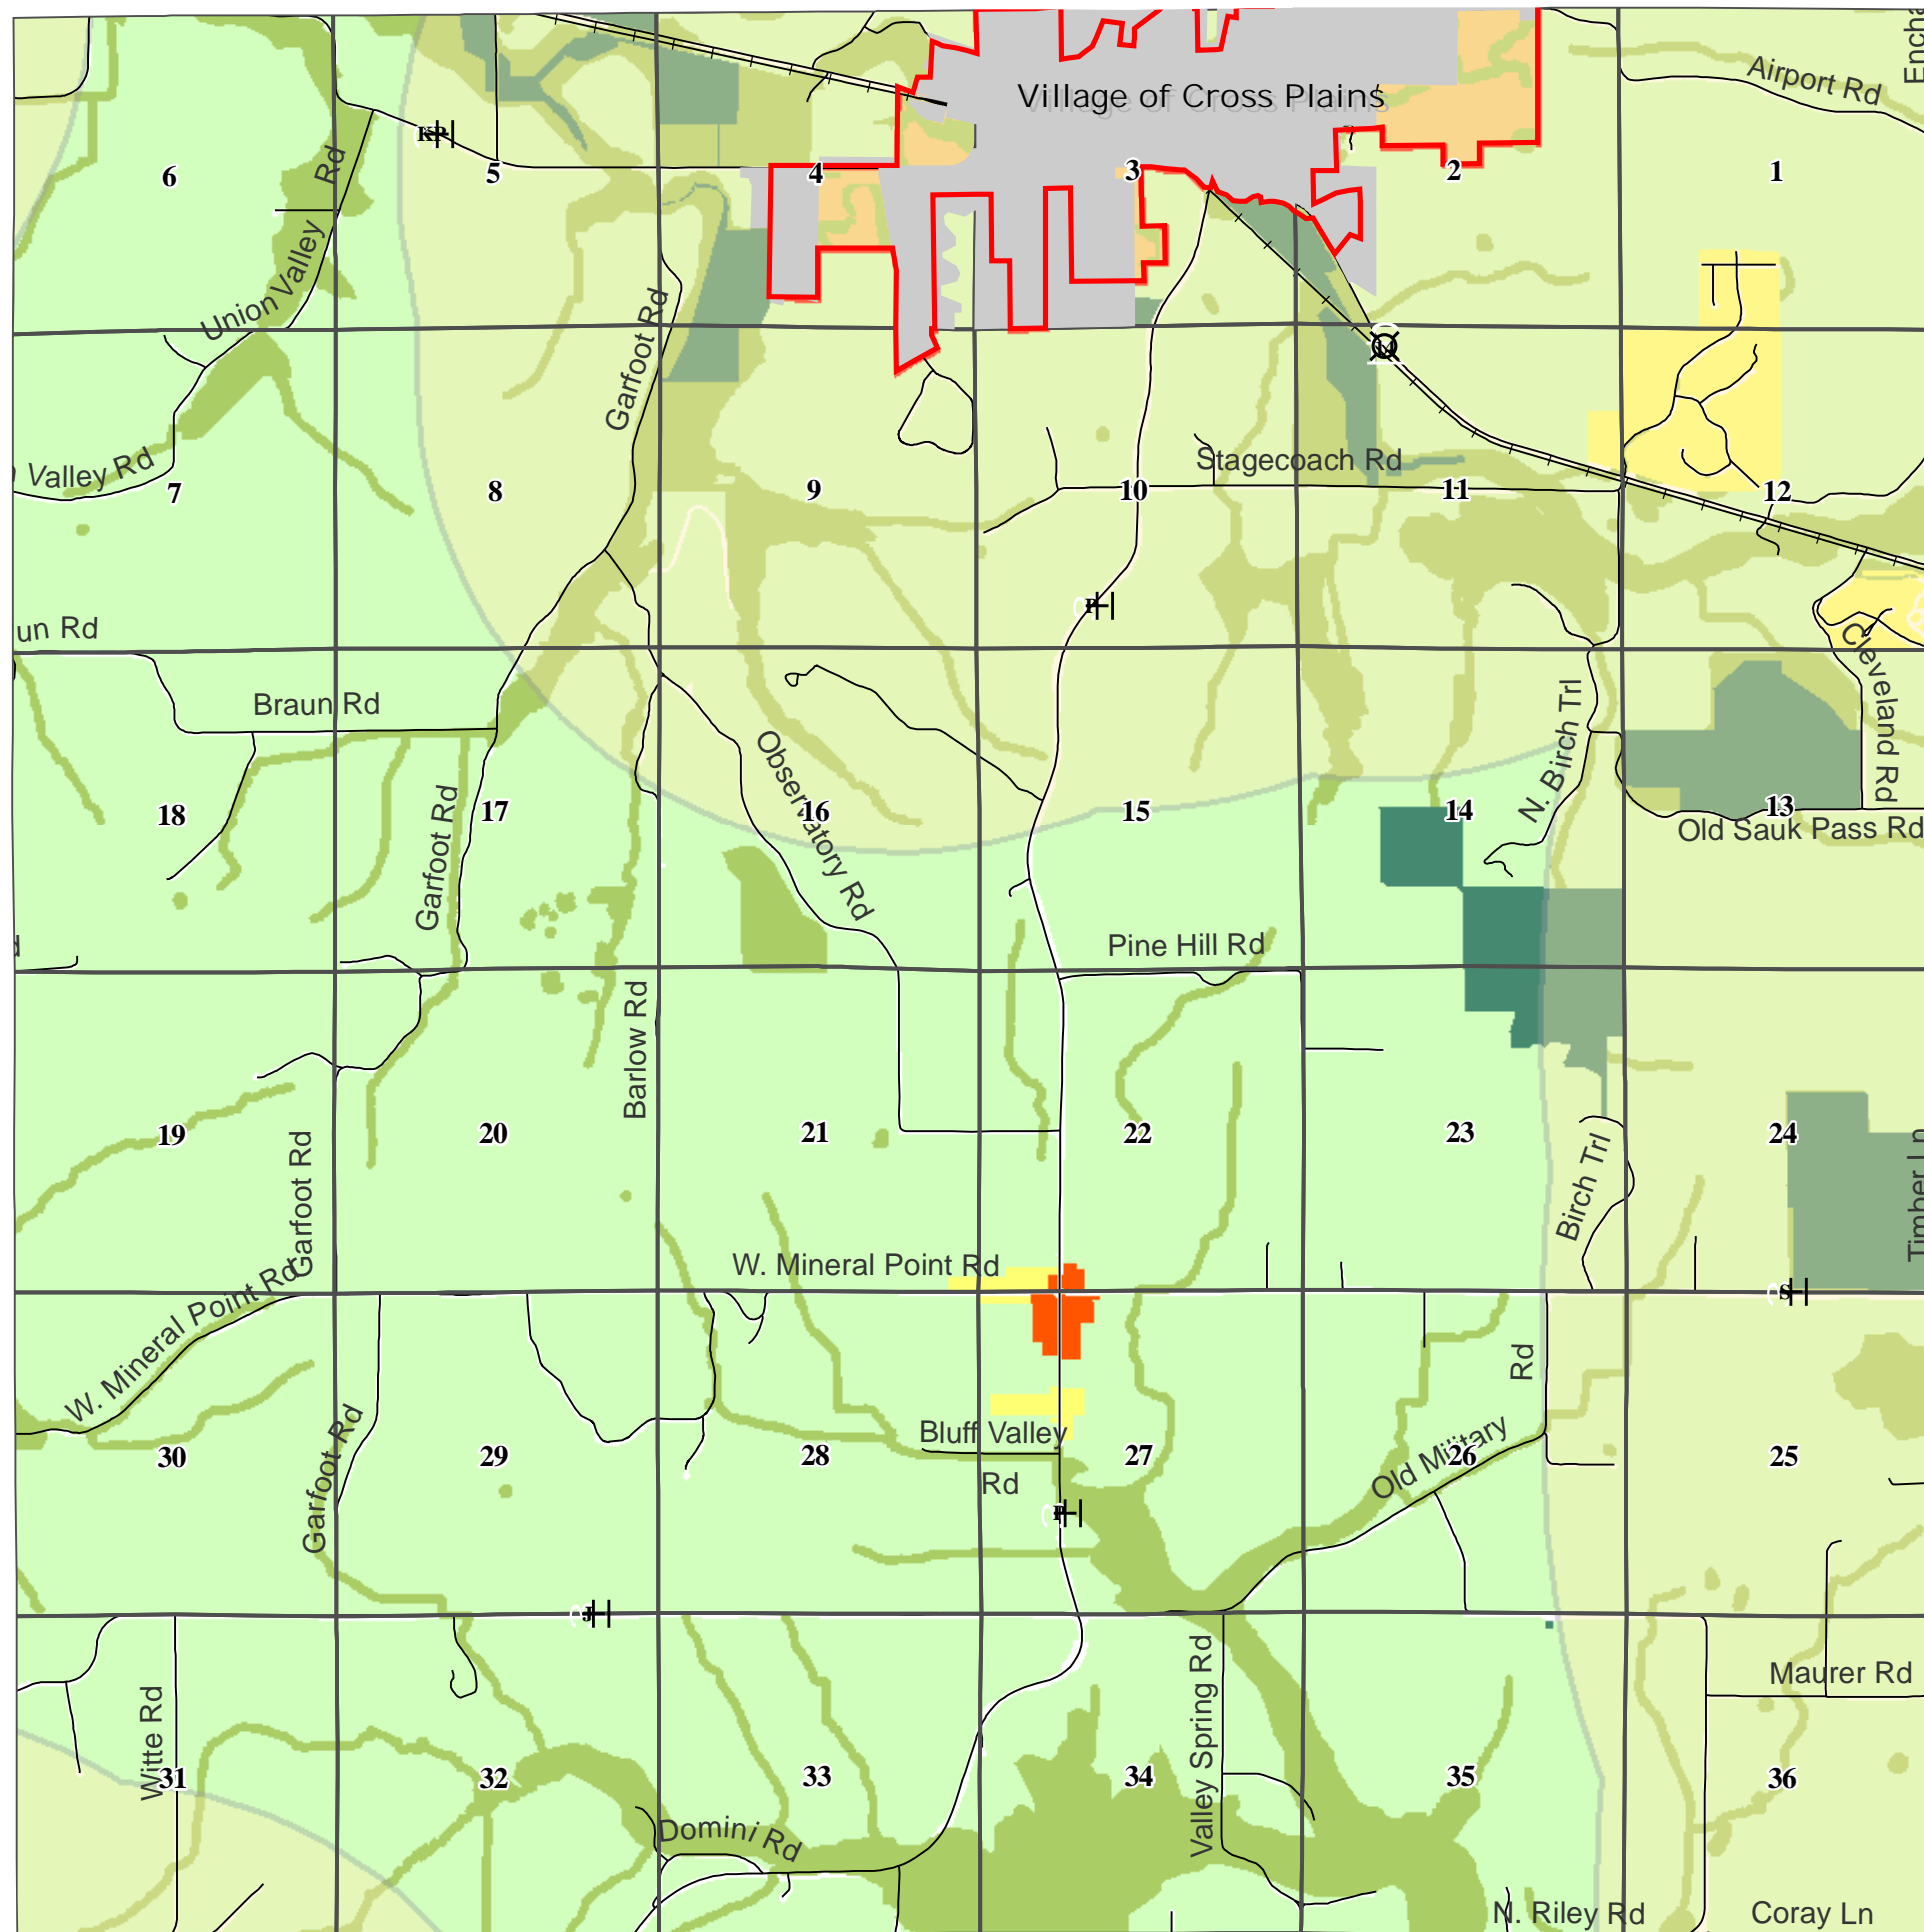 Village of Cross Plains
Airport Rd
Encha
KP
6
5
4
3
2
1
Rd
Union Valley
Garfoot Rd
14
Valley Rd
Stagecoach Rd
7
8
9
10
11
12
P
un Rd
Cleveland Rd
Braun Rd
N. Birch Trl
Observatory Rd
18
17
16
15
14
13
Old Sauk Pass Rd
Garfoot Rd
Pine Hill Rd
Barlow Rd
19
20
21
22
23
24
Garfoot Rd
Birch Trl
Timber Ln
W. Mineral Point Rd
W. Mineral Point Rd
S
Rd
Garfoot Rd
Bluff Valley
Rd
Old Military
30
29
28
27
26
25
P
J
Witte Rd
Valley Spring Rd
Maurer Rd
31
32
33
34
35
36
Domini Rd
N. Riley Rd
Coray Ln